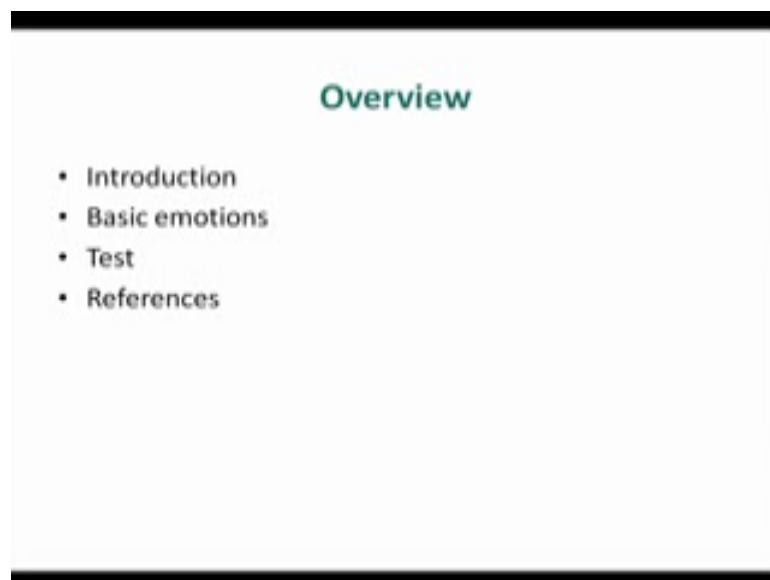 Overview
• Introduction
• Basic emotions
• Test
• References